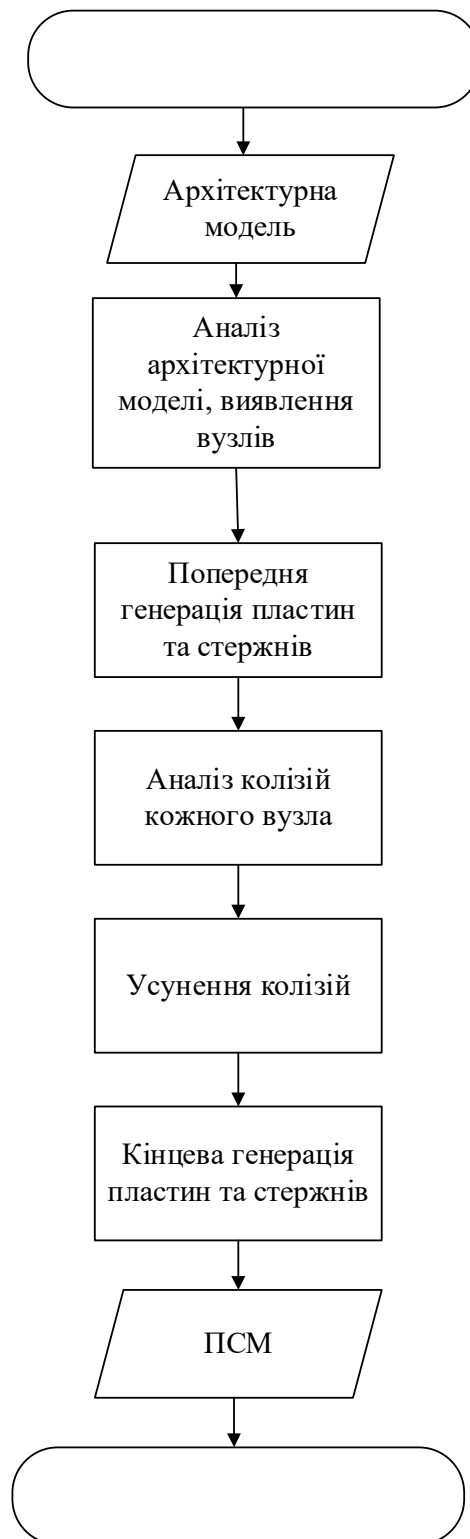 Архітектурна
модель
Аналіз
архітектурної
моделі, виявлення
вузлів
Попередня
генерація пластин
та стержнів
Аналіз колізій
кожного вузла
Усунення колізій
Кінцева генерація
пластин та стержнів
ПСМ